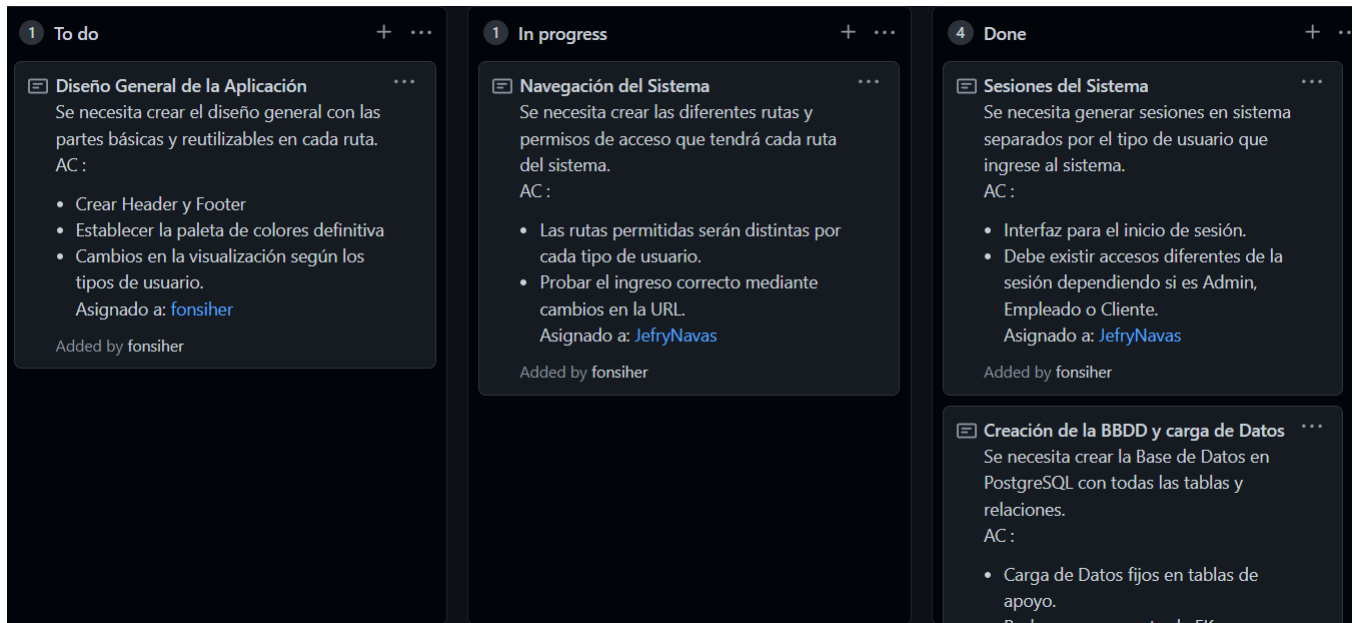 1 To do
Diseño General de la Aplicación
Se necesita crear el diseño general con las
partes básicas y reutilizables en cada ruta.
AC :
• Crear Header y Footer
• Establecer la paleta de colores definitiva
• Cambios en la visualización según los
tipos de usuario.
Asignado a: fonsiher
Added by fonsiher
1 In progress
Navegación del Sistema
Se necesita crear las diferentes rutas y
permisos de acceso que tendrá cada ruta
del sistema.
AC :
• Las rutas permitidas serán distintas por
cada tipo de usuario.
• Probar el ingreso correcto mediante
cambios en la URL.
Asignado a: JefryNavas
Added by fonsiher
4 Done
Sesiones del Sistema
Se necesita generar sesiones en sistema
separados por el tipo de usuario que
ingrese al sistema.
AC :
• Interfaz para el inicio de sesión.
• Debe existir accesos diferentes de la
sesión dependiendo si es Admin,
Empleado o Cliente.
Asignado a: JefryNavas
Added by fonsiher
Creación de la BBDD y carga de Datos
Se necesita crear la Base de Datos en
PostgreSQL con todas las tablas y
relaciones.
AC :
• Carga de Datos fijos en tablas de
apoyo.